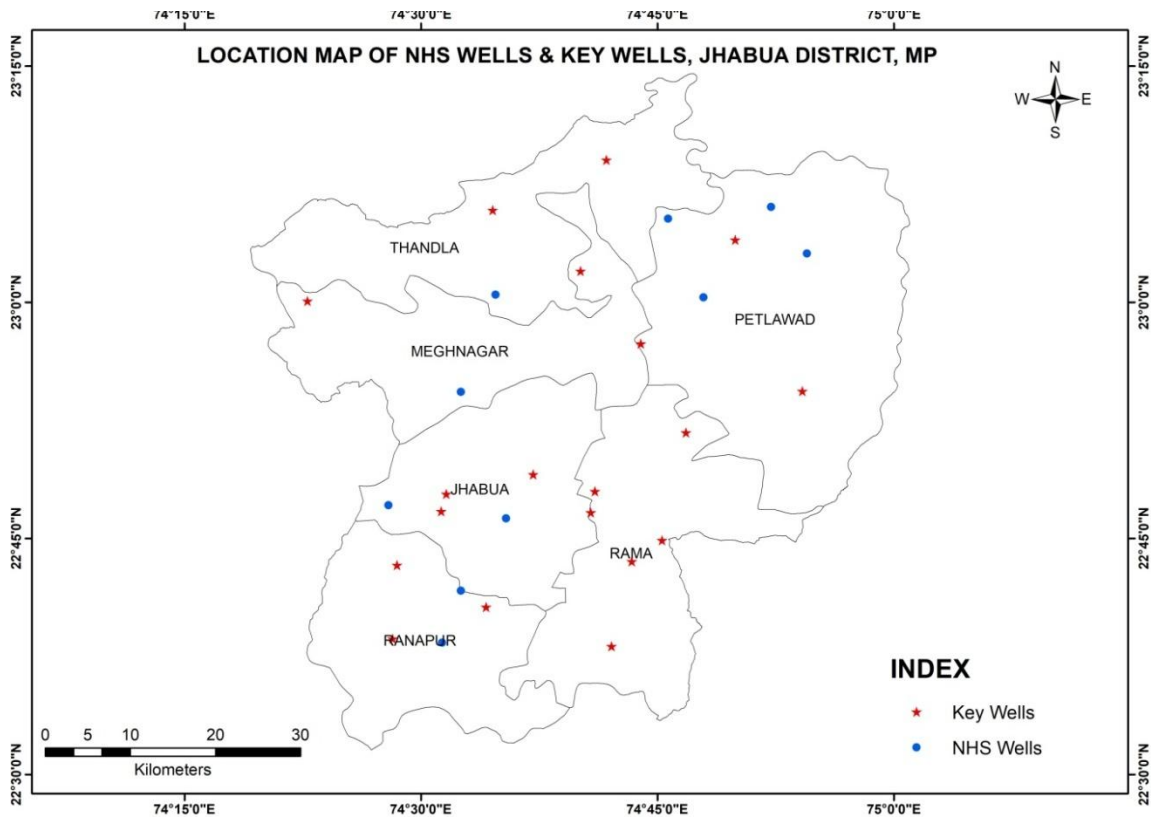 74°15'0"E 74°30'0"E 74°45'0"E 75°0'0"E
LOCATION MAP OF NHS WELLS & KEY WELLS, JHABUA DISTRICT, MP
23°15'0"N 23°15'0"N
N
W E
S
THANDLA
23°0'0"N 23°0'0"N
PETLAWAD
MEGHNAGAR
JHABUA
22°45'0"N 22°45'0"N
RAMA
RANAPUR
INDEX
Key Wells
NHS Wells
0 5 10 20 30
Kilometers
22°30'0"N 22°30'0"N
74°15'0"E 74°30'0"E 74°45'0"E 75°0'0"E